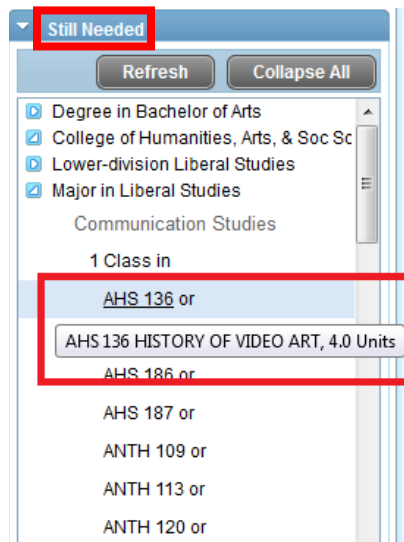 Still Needed
Refresh Collapse All
Degree in Bachelor of Arts
College of Humanities, Arts, & Soc Sc
Lower-division Liberal Studies
Major in Liberal Studies
Communication Studies
1 Class in
AHS 136 or
AHS 136 HISTORY OF VIDEO ART, 4.0 Units
AHS 186 or
AHS 187 or
ANTH 109 or
ANTH 113 or
ANTH 120 or